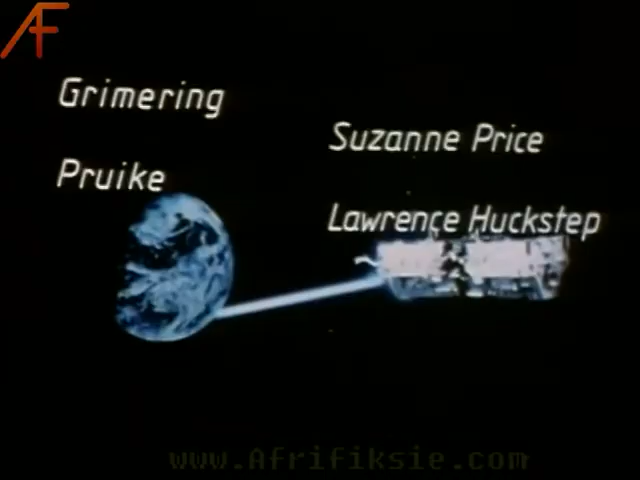 AF
Grimering
Suzanne Price
Pruike
Lawrence Huckstep
www.Afrifiksie.com